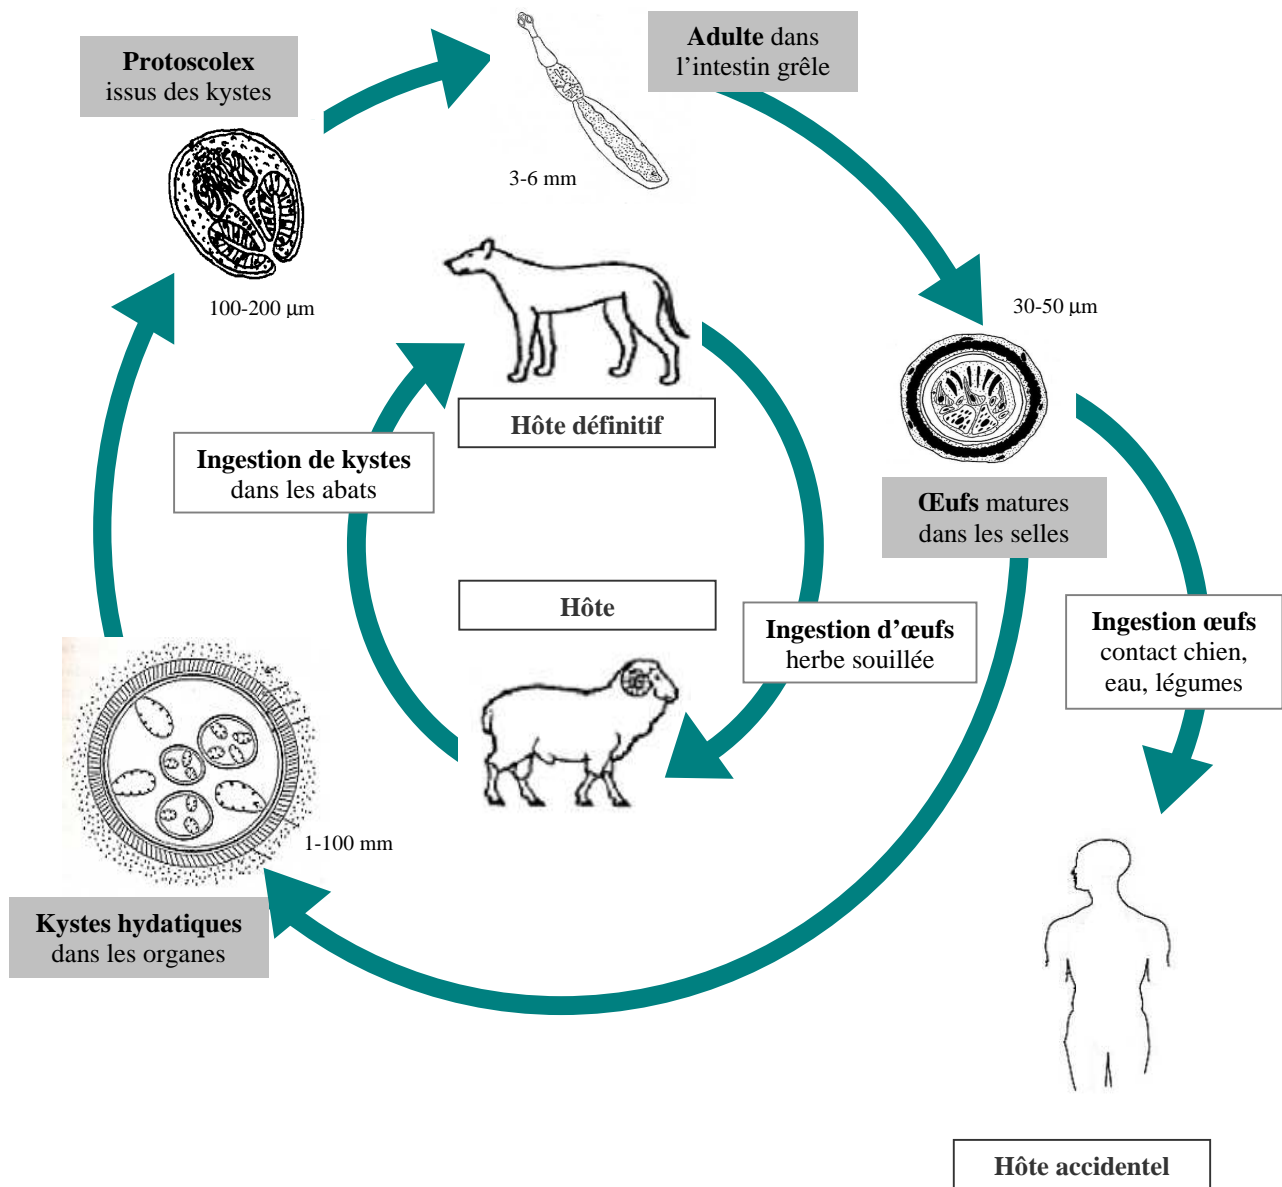 Protoscolex
issus des kystes
Adulte dans
l’intestin grêle
3-6 mm
100-200 μm
30-50 μm
Hôte définitif
Ingestion de kystes
dans les abats
Œufs matures
dans les selles
Hôte
Ingestion d’œufs
herbe souillée
Ingestion œufs
contact chien,
eau, légumes
1-100 mm
Kystes hydatiques
dans les organes
Hôte accidentel